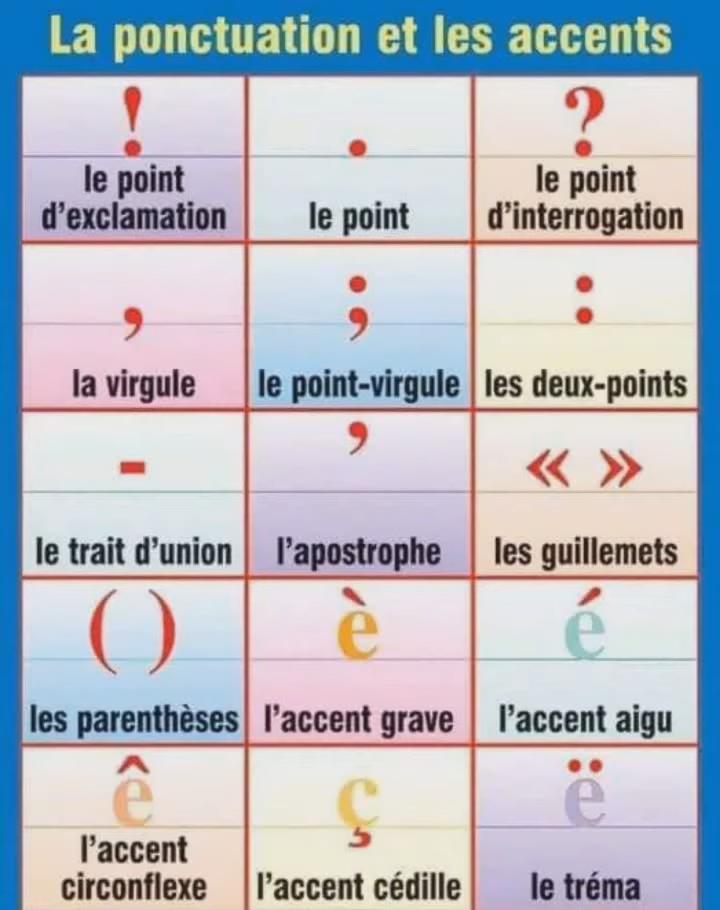 La ponctuation et les accents
!
le point
d'exclamation
.
le point
?
le point
d'interrogation
,
la virgule
;
le point-virgule
:
les deux-points
-
le trait d'union
’
l'apostrophe
« »
les guillemets
( )
les parenthèses
è
l'accent grave
é
l'accent aigu
ê
l'accent
circonflexe
ç
l'accent cédille
ë
le tréma